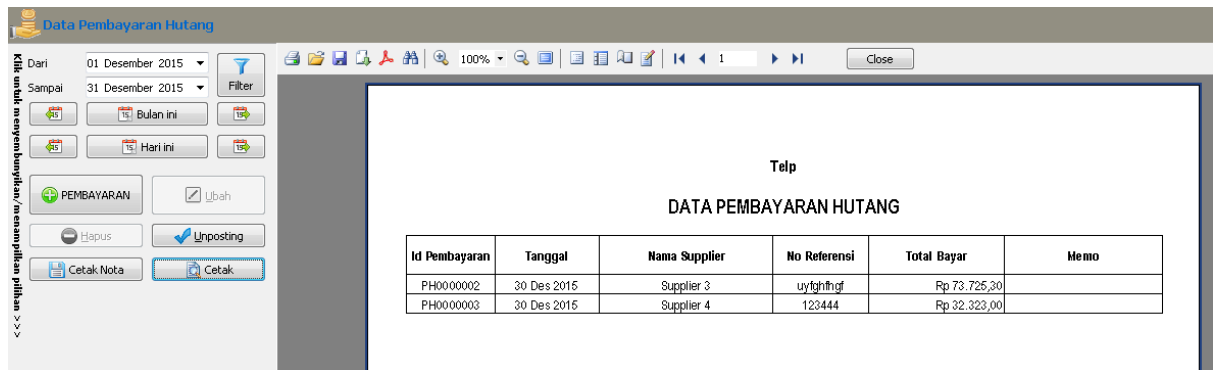 Data Pembayaran Hutang
Klik untuk menyembunyikan/menampilkan pilihan >>>
Dari 01 Desember 2015
Sampai 31 Desember 2015
Filter
Bulan ini
Hari ini
PEMBAYARAN Ubah
Hapus Unposting
Cetak Nota Cetak
100% 1 Close
Telp
DATA PEMBAYARAN HUTANG
Id Pembayaran Tanggal Nama Supplier No Referensi Total Bayar Memo
PH0000002 30 Des 2015 Supplier 3 uyfghfhgf Rp 73.725,30
PH0000003 30 Des 2015 Supplier 4 123444 Rp 32.323,00